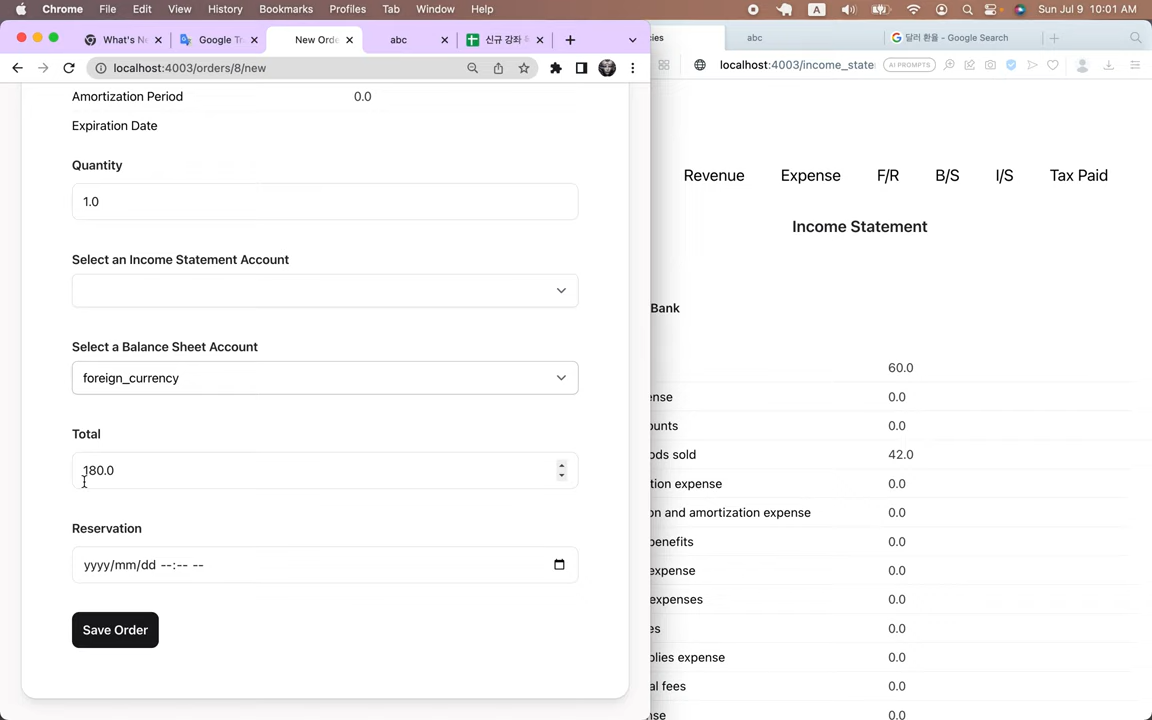 Chrome File Edit View History Bookmarks Profiles Tab Window Help A Sun Jul 9 10:01 AM
What's Ne Google Tr New Orde abc 신규 강좌
localhost:4003/orders/8/new
cies abc 달러 환율 - Google Search
localhost:4003/income_state AI PROMPTS
Amortization Period 0.0
Expiration Date
Quantity
1.0
Select an Income Statement Account
Select a Balance Sheet Account
foreign_currency
Total
180.0
Reservation
yyyy/mm/dd --:-- --
Save Order
Revenue Expense F/R B/S I/S Tax Paid
Income Statement
Bank
60.0
ense 0.0
ounts 0.0
ods sold 42.0
tion expense 0.0
on and amortization expense 0.0
benefits 0.0
expense 0.0
expenses 0.0
es 0.0
plies expense 0.0
al fees 0.0
nse 0.0